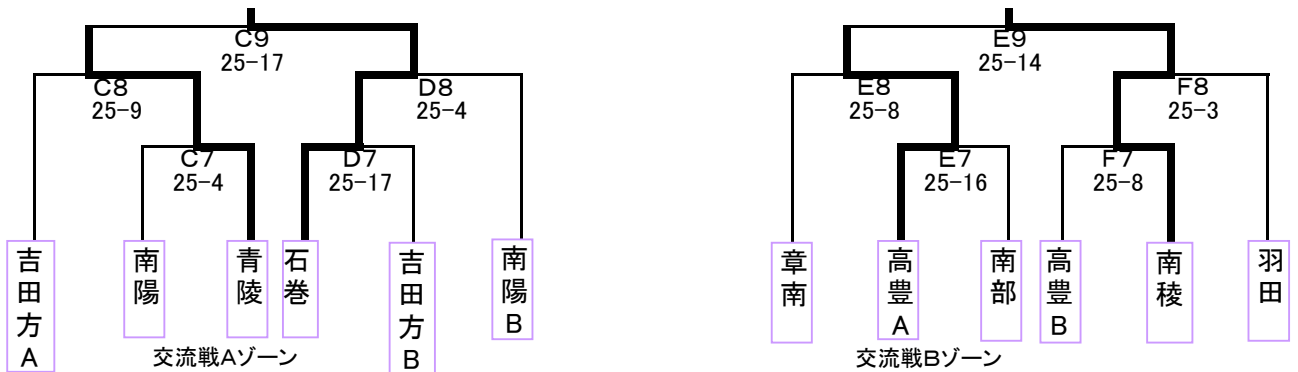 C9
25-17
E9
25-14
C8
25-9
D8
25-4
E8
25-8
F8
25-3
C7
25-4
D7
25-17
E7
25-16
F7
25-8
吉田方A
南陽
青陵
石巻
吉田方B
南陽B
章南
高豊A
南部
高豊B
南稜
羽田
交流戦Aゾーン
交流戦Bゾーン